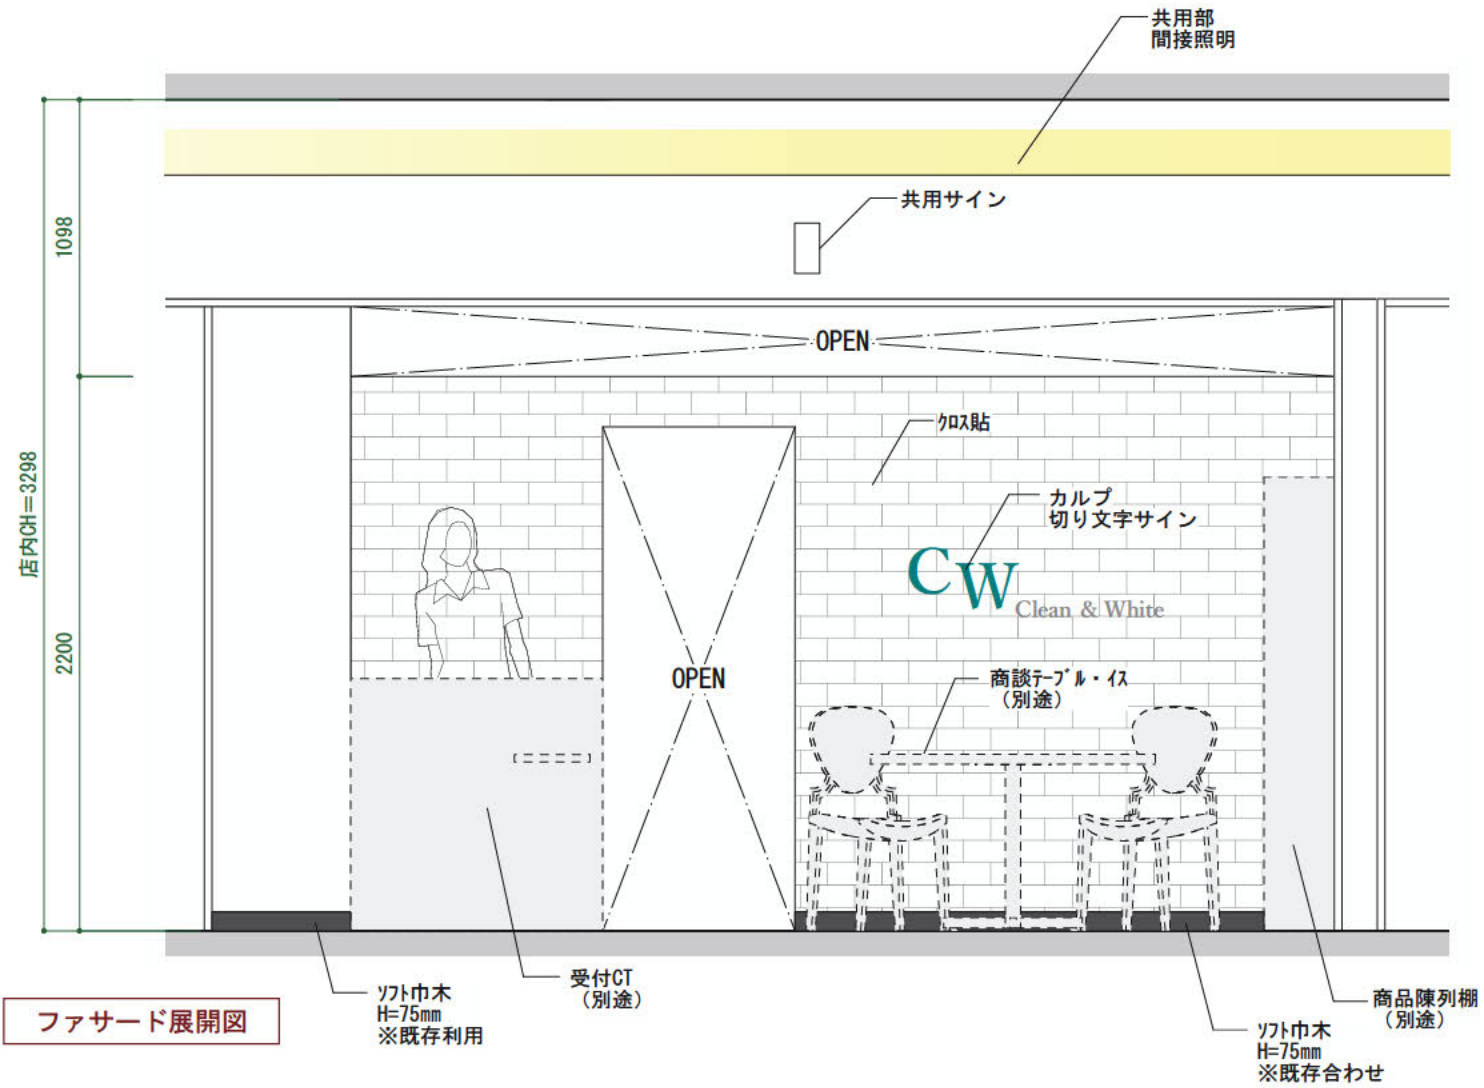 共用部
間接照明
共用サイン
1098
OPEN
クロス貼
店内CH=3298
カルプ
切り文字サイン
CW
Clean & White
2200
OPEN
商談テーブル・イス
(別途)
受付CT
(別途)
ソフト巾木
H=75mm
※既存利用
商品陳列棚
(別途)
ソフト巾木
H=75mm
※既存合わせ
ファサード展開図